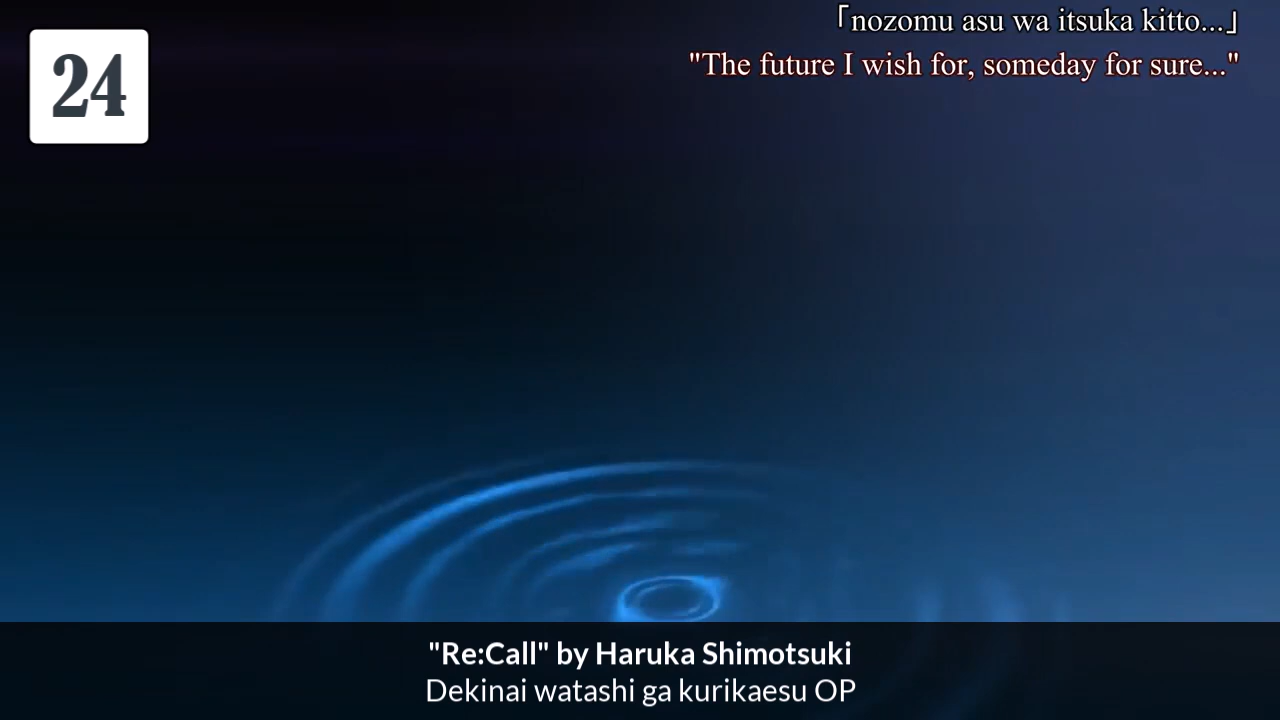 24
「nozomu asu wa itsuka kitto...」
"The future I wish for, someday for sure..."
"Re:Call" by Haruka Shimotsuki
Dekinai watashi ga kurikaesu OP